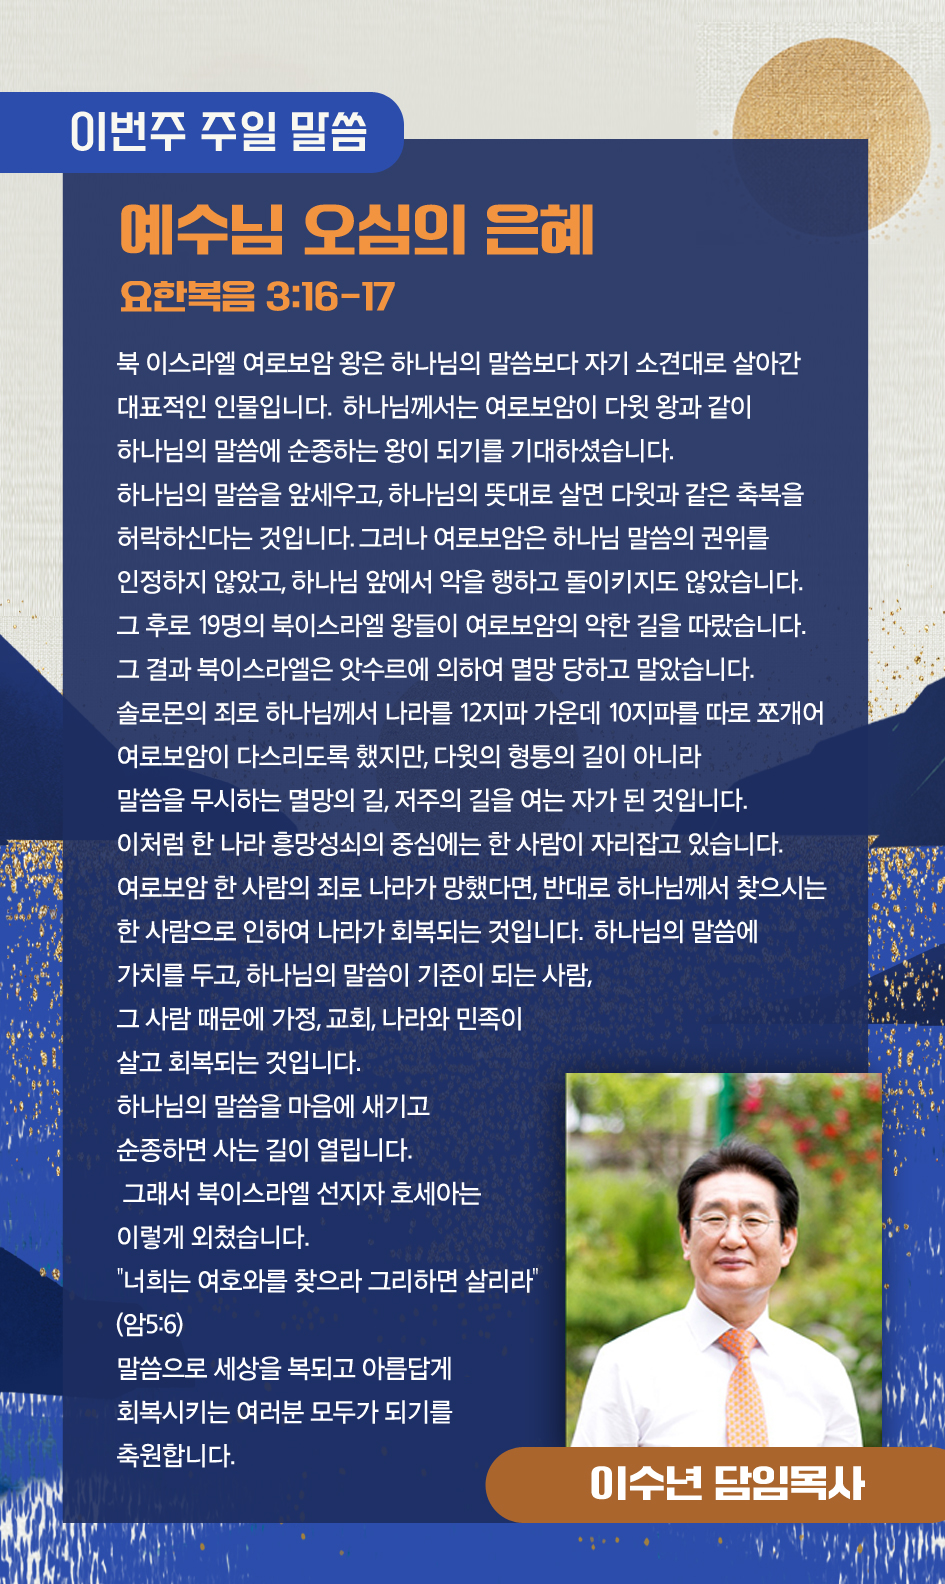 이번주 주일 말씀
예수님 오심의 은혜
요한복음 3:16-17
북 이스라엘 여로보암 왕은 하나님의 말씀보다 자기 소견대로 살아간
대표적인 인물입니다. 하나님께서는 여로보암이 다윗 왕과 같이
하나님의 말씀에 순종하는 왕이 되기를 기대하셨습니다.
하나님의 말씀을 앞세우고, 하나님의 뜻대로 살면 다윗과 같은 축복을
허락하신다는 것입니다. 그러나 여로보암은 하나님 말씀의 권위를
인정하지 않았고, 하나님 앞에서 악을 행하고 돌이키지도 않았습니다.
그 후로 19명의 북이스라엘 왕들이 여로보암의 악한 길을 따랐습니다.
그 결과 북이스라엘은 앗수르에 의하여 멸망 당하고 말았습니다.
솔로몬의 죄로 하나님께서 나라를 12지파 가운데 10지파를 따로 쪼개어
여로보암이 다스리도록 했지만, 다윗의 형통의 길이 아니라
말씀을 무시하는 멸망의 길, 저주의 길을 여는 자가 된 것입니다.
이처럼 한 나라 흥망성쇠의 중심에는 한 사람이 자리잡고 있습니다.
여로보암 한 사람의 죄로 나라가 망했다면, 반대로 하나님께서 찾으시는
한 사람으로 인하여 나라가 회복되는 것입니다. 하나님의 말씀에
가치를 두고, 하나님의 말씀이 기준이 되는 사람,
그 사람 때문에 가정, 교회, 나라와 민족이
살고 회복되는 것입니다.
하나님의 말씀을 마음에 새기고
순종하면 사는 길이 열립니다.
그래서 북이스라엘 선지자 호세아는
이렇게 외쳤습니다.
"너희는 여호와를 찾으라 그리하면 살리라"
(암5:6)
말씀으로 세상을 복되고 아름답게
회복시키는 여러분 모두가 되기를
축원합니다.
이수년 담임목사